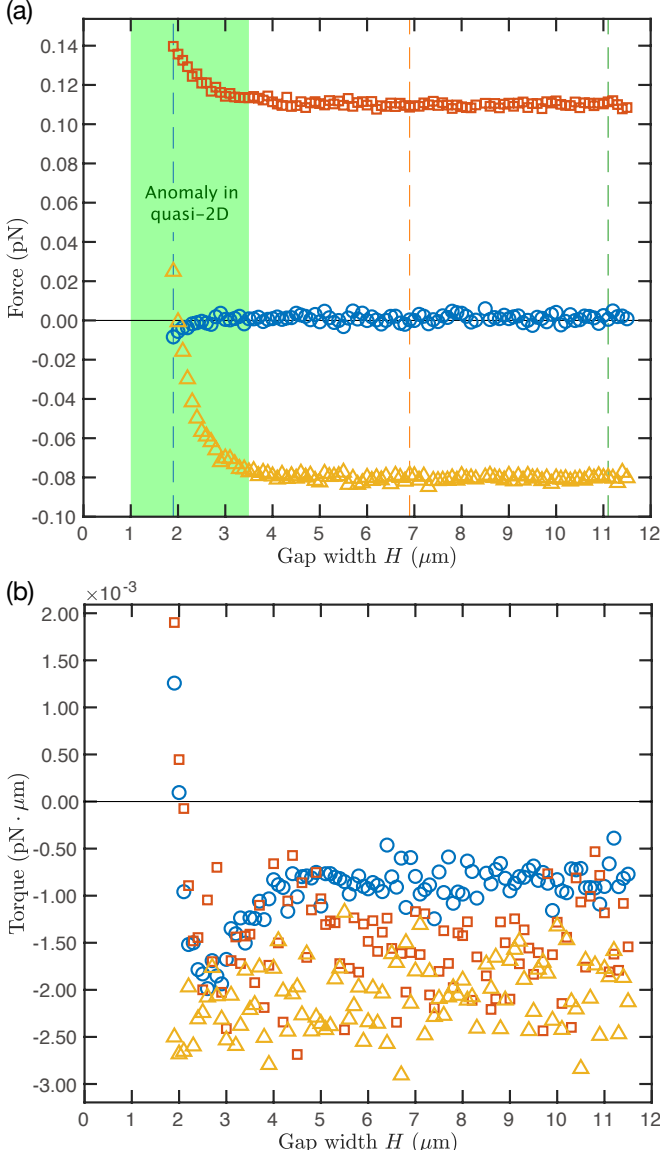 (a)
0.14
0.12
0.10
0.08
0.06
0.04
0.02
0.00
-0.02
-0.04
-0.06
-0.08
-0.10
Force (pN)
Anomaly in
quasi-2D
0 1 2 3 4 5 6 7 8 9 10 11 12
Gap width H (μm)
(b)
×10⁻³
2.00
1.50
1.00
0.50
0.00
-0.50
-1.00
-1.50
-2.00
-2.50
-3.00
Torque (pN · μm)
0 1 2 3 4 5 6 7 8 9 10 11 12
Gap width H (μm)